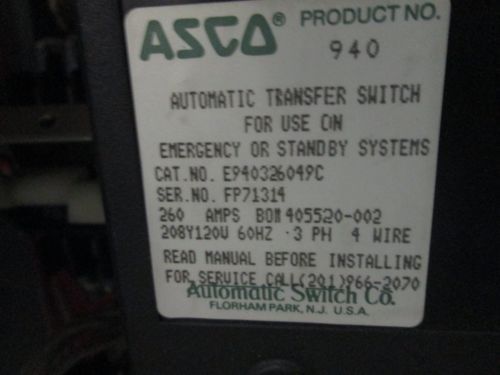 ASCO® PRODUCT NO.
940
AUTOMATIC TRANSFER SWITCH
FOR USE ON
EMERGENCY OR STANDBY SYSTEMS
CAT.NO. E940326049C
SER.NO. FP71314
260 AMPS BOM 405520-002
208Y120V 60HZ - 3 PH 4 WIRE
READ MANUAL BEFORE INSTALLING
FOR SERVICE CALL(201)966-2070
Automatic Switch Co.
FLORHAM PARK, N.J. U.S.A.